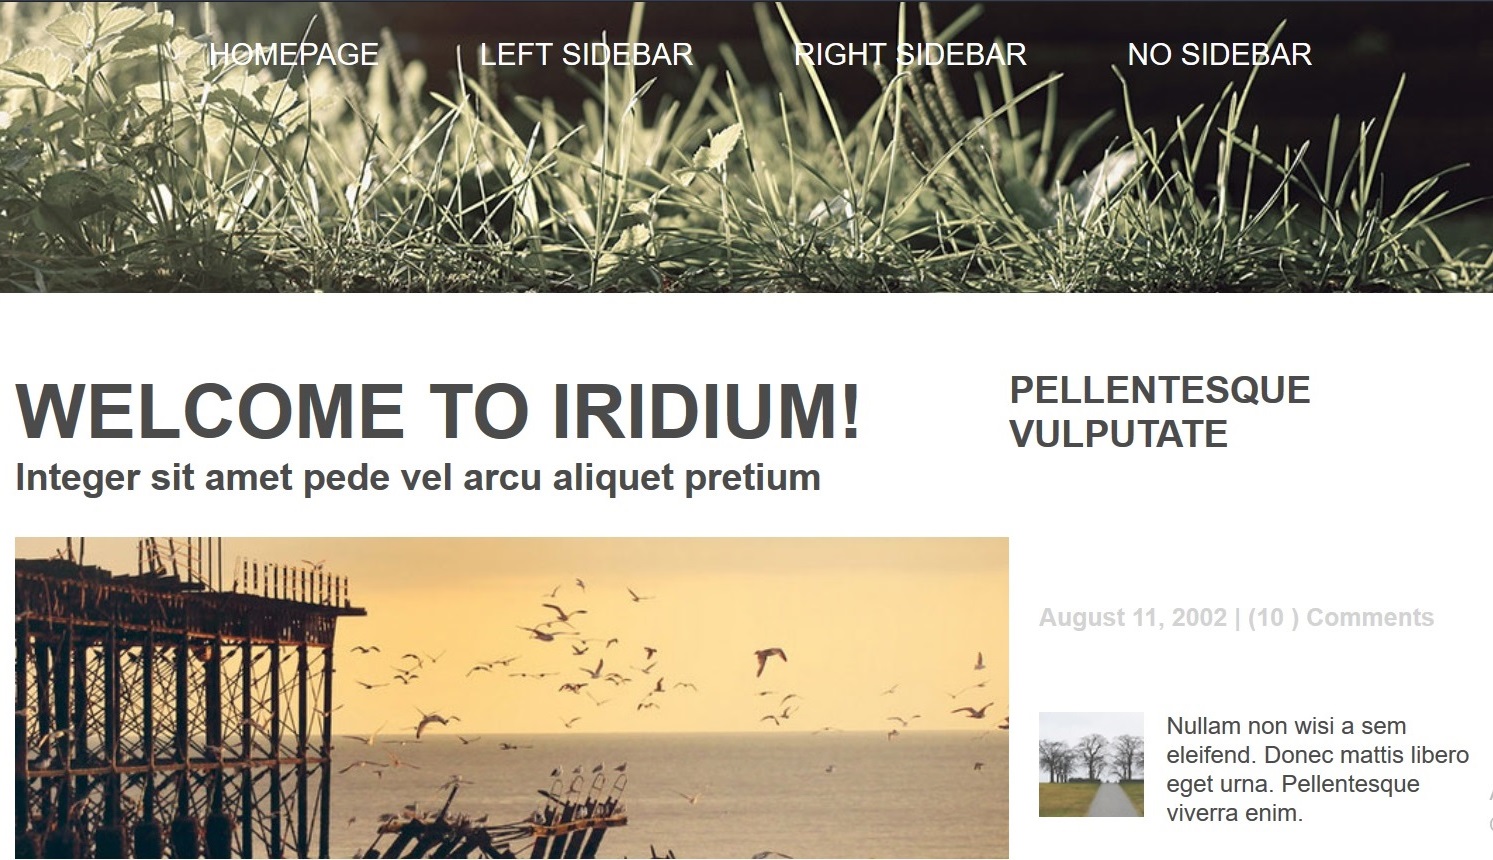 HOMEPAGE LEFT SIDEBAR RIGHT SIDEBAR NO SIDEBAR
WELCOME TO IRIDIUM!
Integer sit amet pede vel arcu aliquet pretium
PELLENTESQUE
VULPUTATE
August 11, 2002 | (10 ) Comments
Nullam non wisi a sem
eleifend. Donec mattis libero
eget urna. Pellentesque
viverra enim.